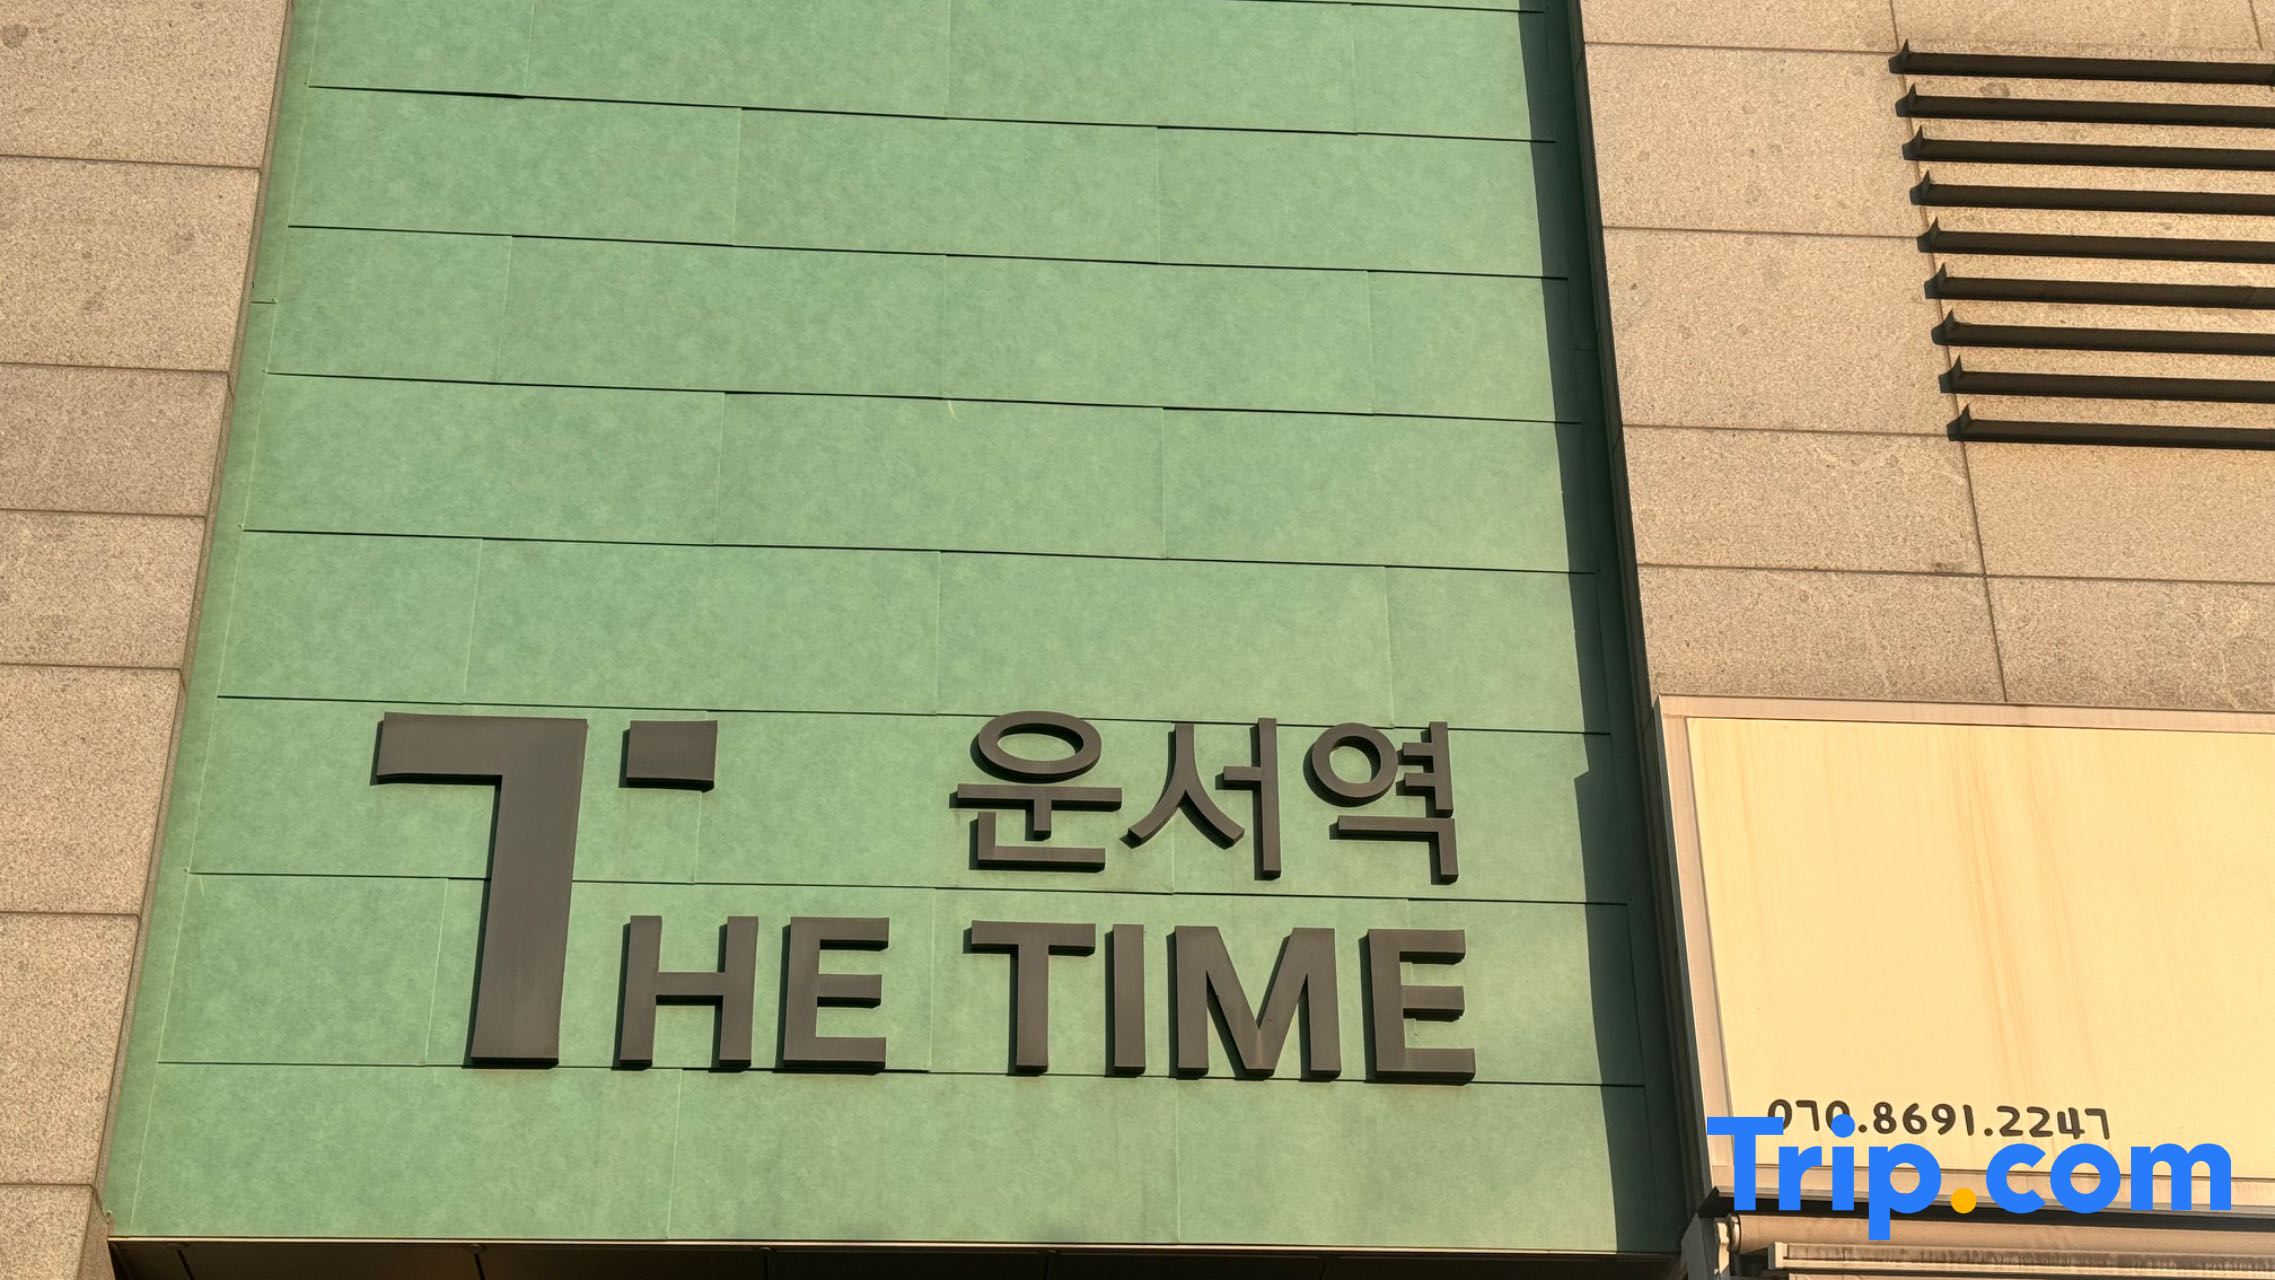 운서역
THE TIME
070.8691.2247
Trip.com